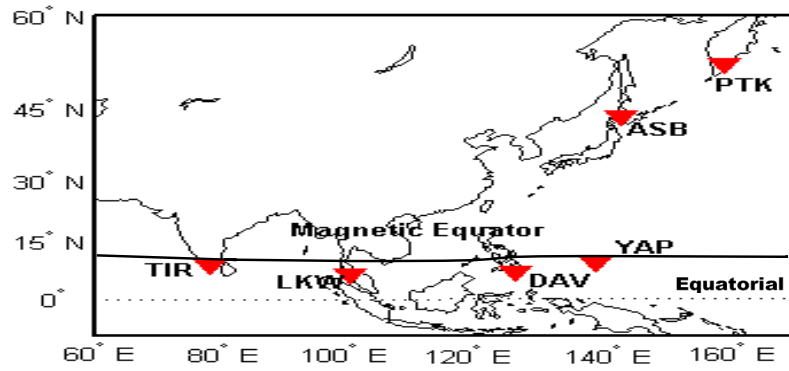 60° N
PTK
45° N
ASB
30° N
15° N
Magnetic Equator
YAP
TIR
LKW
DAV
Equatorial
0°
60° E 80° E 100° E 120° E 140° E 160° E